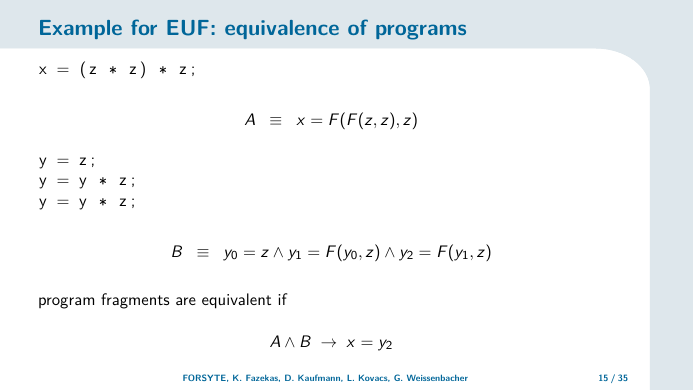 Example for EUF: equivalence of programs
x = (z * z) * z;
A ≡ x = F(F(z, z), z)
y = z;
y = y * z;
y = y * z;
B ≡ y₀ = z ∧ y₁ = F(y₀, z) ∧ y₂ = F(y₁, z)
program fragments are equivalent if
A ∧ B → x = y₂
FORSYTE, K. Fazekas, D. Kaufmann, L. Kovacs, G. Weissenbacher 15 / 35